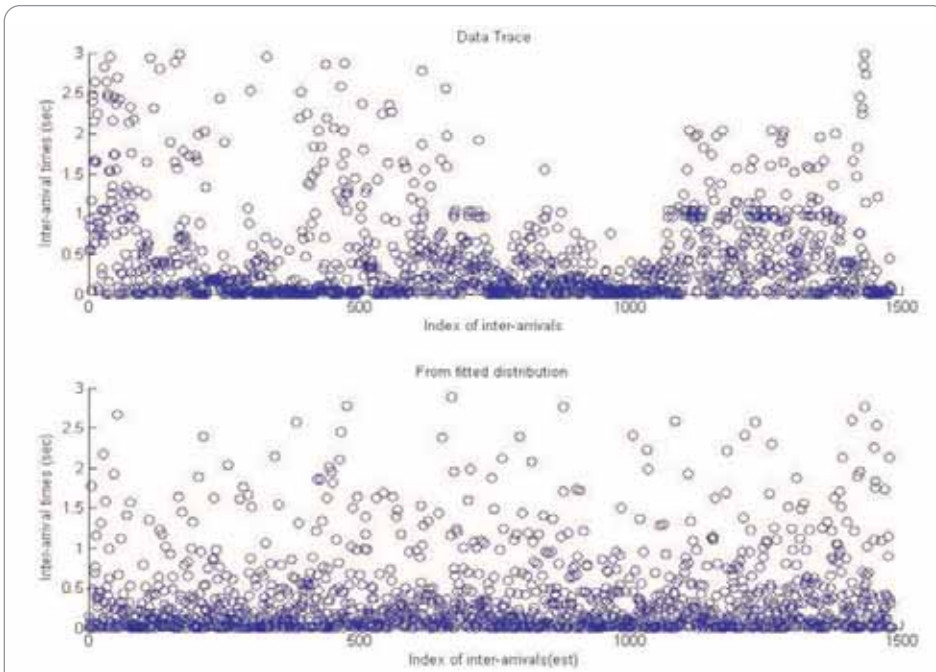 Data Trace
3
2.5
2
1.5
1
0.5
0
Inter-arrival times (sec)
0 500 1000 1500
Index of inter-arrivals
From fitted distribution
3
2.5
2
1.5
1
0.5
0
Inter-arrival times (sec)
0 500 1000 1500
Index of inter-arrivals(est)